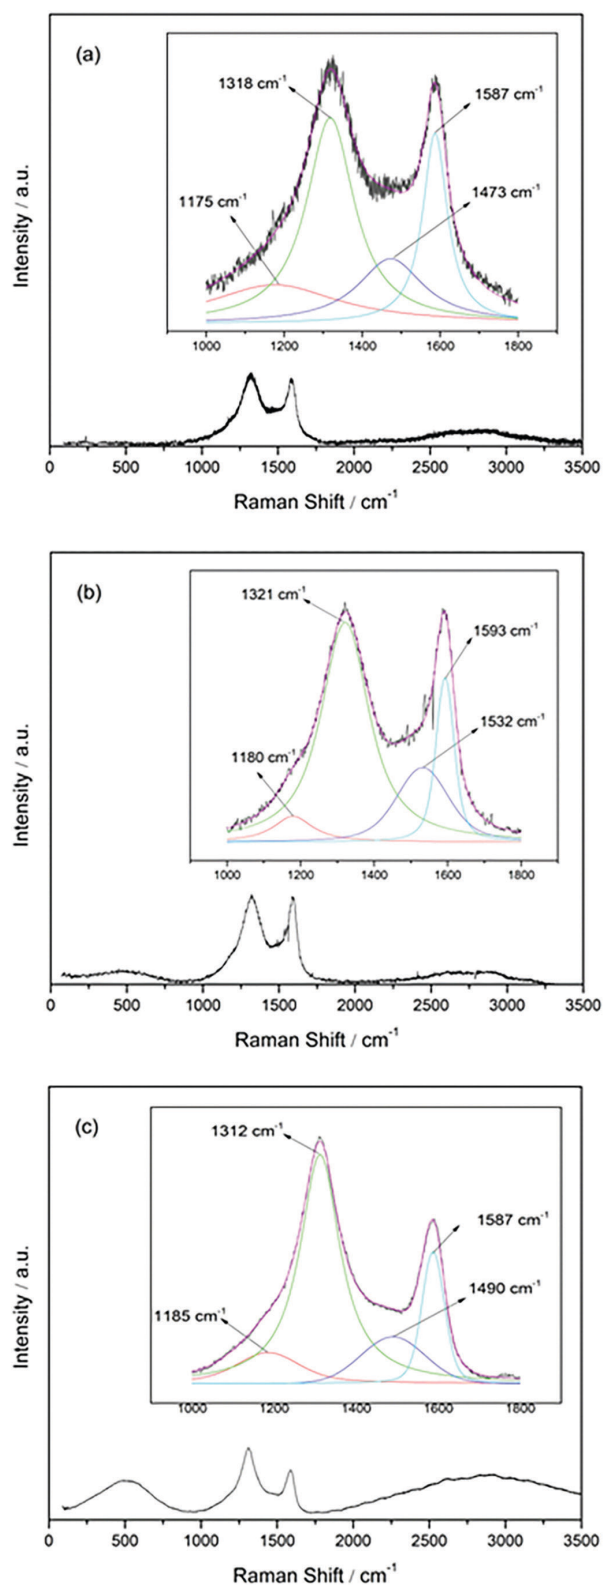 (a)
1318 cm⁻¹
1587 cm⁻¹
1175 cm⁻¹
1473 cm⁻¹
1000 1200 1400 1600 1800
Intensity / a.u.
0 500 1000 1500 2000 2500 3000 3500
Raman Shift / cm⁻¹
(b)
1321 cm⁻¹
1593 cm⁻¹
1532 cm⁻¹
1180 cm⁻¹
1000 1200 1400 1600 1800
Intensity / a.u.
0 500 1000 1500 2000 2500 3000 3500
Raman Shift / cm⁻¹
(c)
1312 cm⁻¹
1587 cm⁻¹
1185 cm⁻¹
1490 cm⁻¹
1000 1200 1400 1600 1800
Intensity / a.u.
0 500 1000 1500 2000 2500 3000 3500
Raman Shift / cm⁻¹